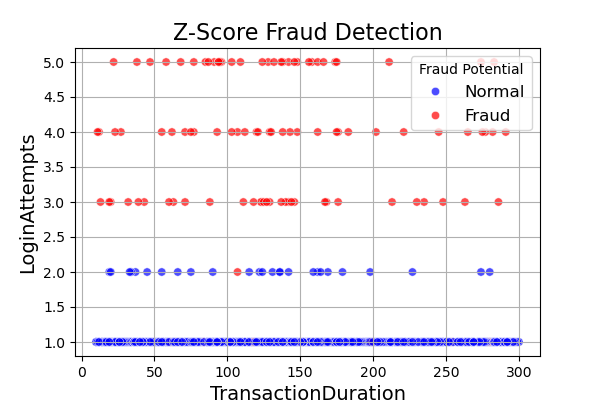 Z-Score Fraud Detection
LoginAttempts
5.0
4.5
4.0
3.5
3.0
2.5
2.0
1.5
1.0
Fraud Potential
Normal
Fraud
0 50 100 150 200 250 300
TransactionDuration